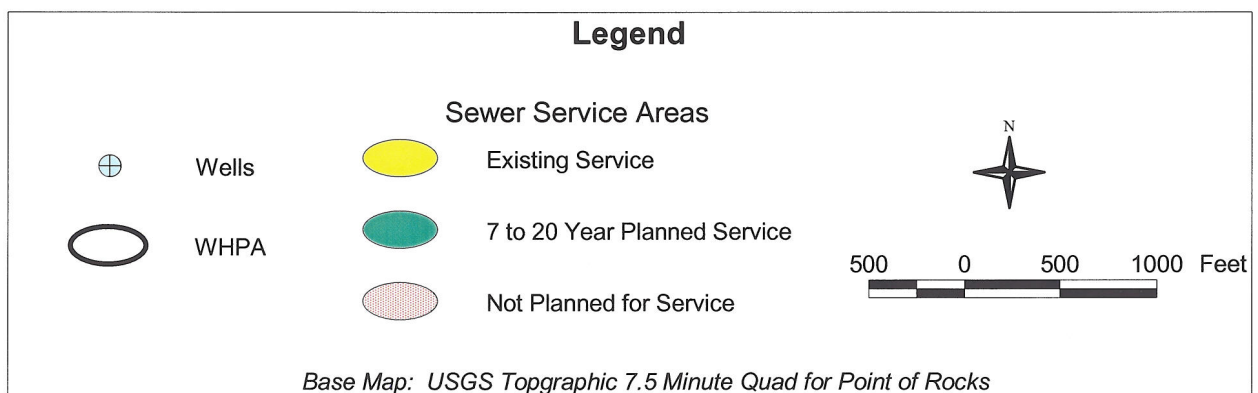 Legend
Sewer Service Areas
Wells
WHPA
Existing Service
7 to 20 Year Planned Service
Not Planned for Service
N
500 0 500 1000 Feet
Base Map: USGS Topgraphic 7.5 Minute Quad for Point of Rocks